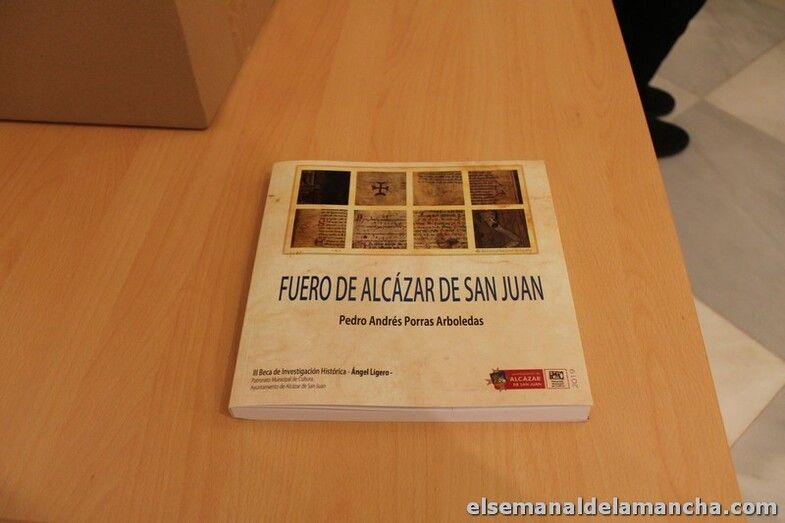 FUERO DE ALCÁZAR DE SAN JUAN
Pedro Andrés Porras Arboledas
III Beca de Investigación Histórica - Ángel Ligero -
Patronato Municipal de Cultura
Ayuntamiento de Alcázar de San Juan
ALCÁZAR
DE SAN JUAN
2019
elsemanaldelamancha.com